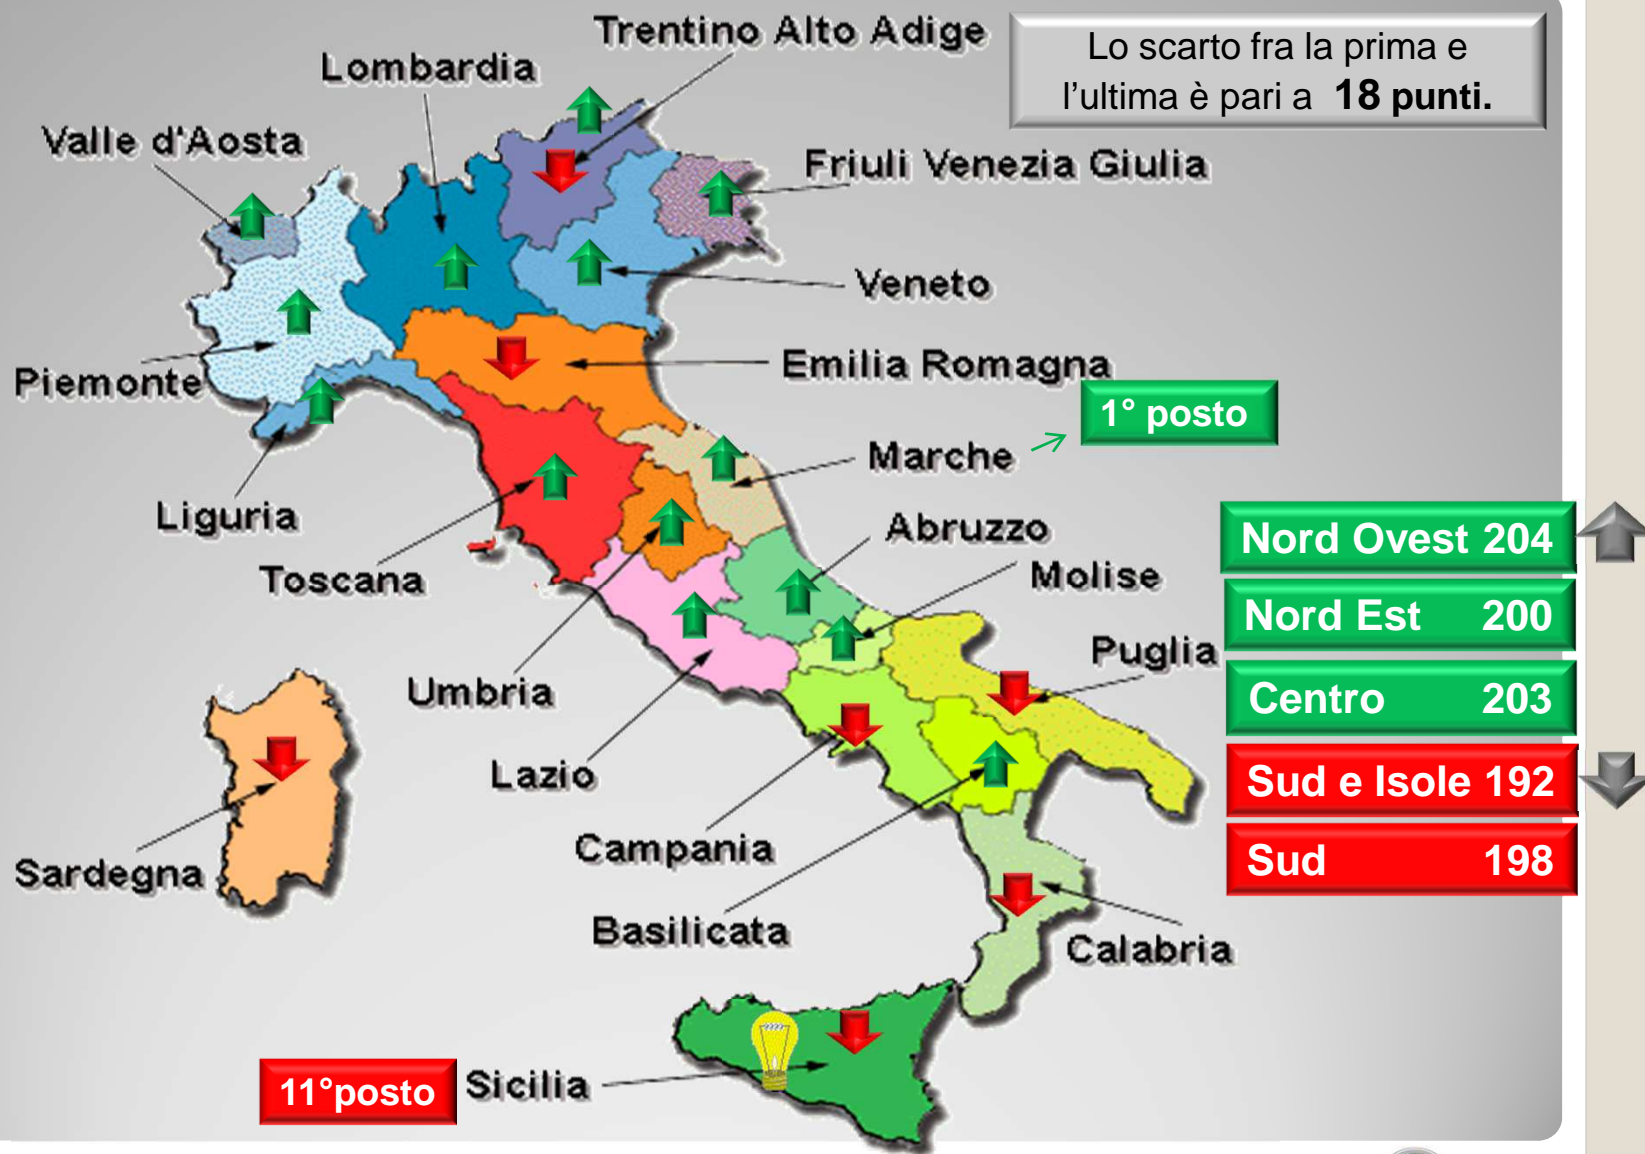 Trentino Alto Adige
Lo scarto fra la prima e
l'ultima è pari a 18 punti.
Lombardia
Valle d'Aosta
Friuli Venezia Giulia
Veneto
Piemonte
Emilia Romagna
1° posto
Marche
Liguria
Abruzzo
Nord Ovest 204
Toscana
Molise
Nord Est 200
Puglia
Umbria
Centro 203
Lazio
Sud e Isole 192
Campania
Sardegna
Sud 198
Basilicata
Calabria
11°posto
Sicilia